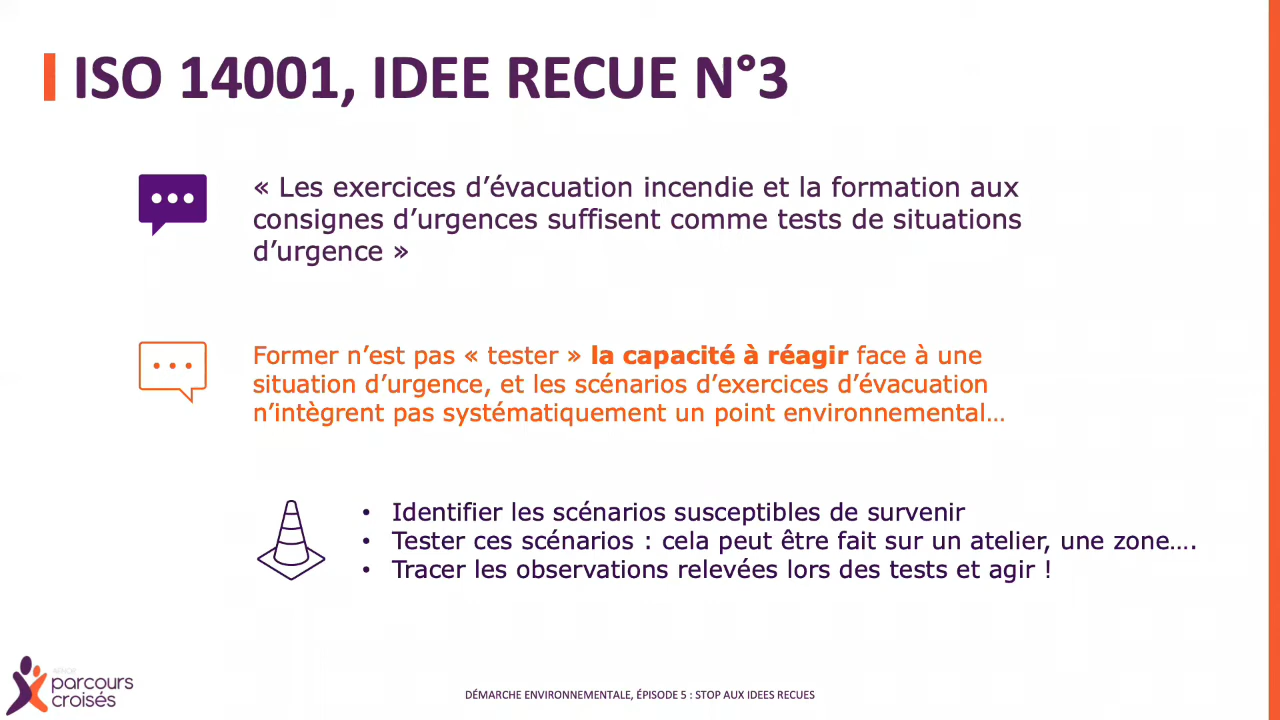 ISO 14001, IDEE RECUE N°3
« Les exercices d’évacuation incendie et la formation aux
consignes d’urgences suffisent comme tests de situations
d’urgence »
Former n’est pas « tester » la capacité à réagir face à une
situation d’urgence, et les scénarios d’exercices d’évacuation
n’intègrent pas systématiquement un point environnemental…
• Identifier les scénarios susceptibles de survenir
• Tester ces scénarios : cela peut être fait sur un atelier, une zone….
• Tracer les observations relevées lors des tests et agir !
parcours
croisés
DÉMARCHE ENVIRONNEMENTALE, ÉPISODE 5 : STOP AUX IDEES RECUES